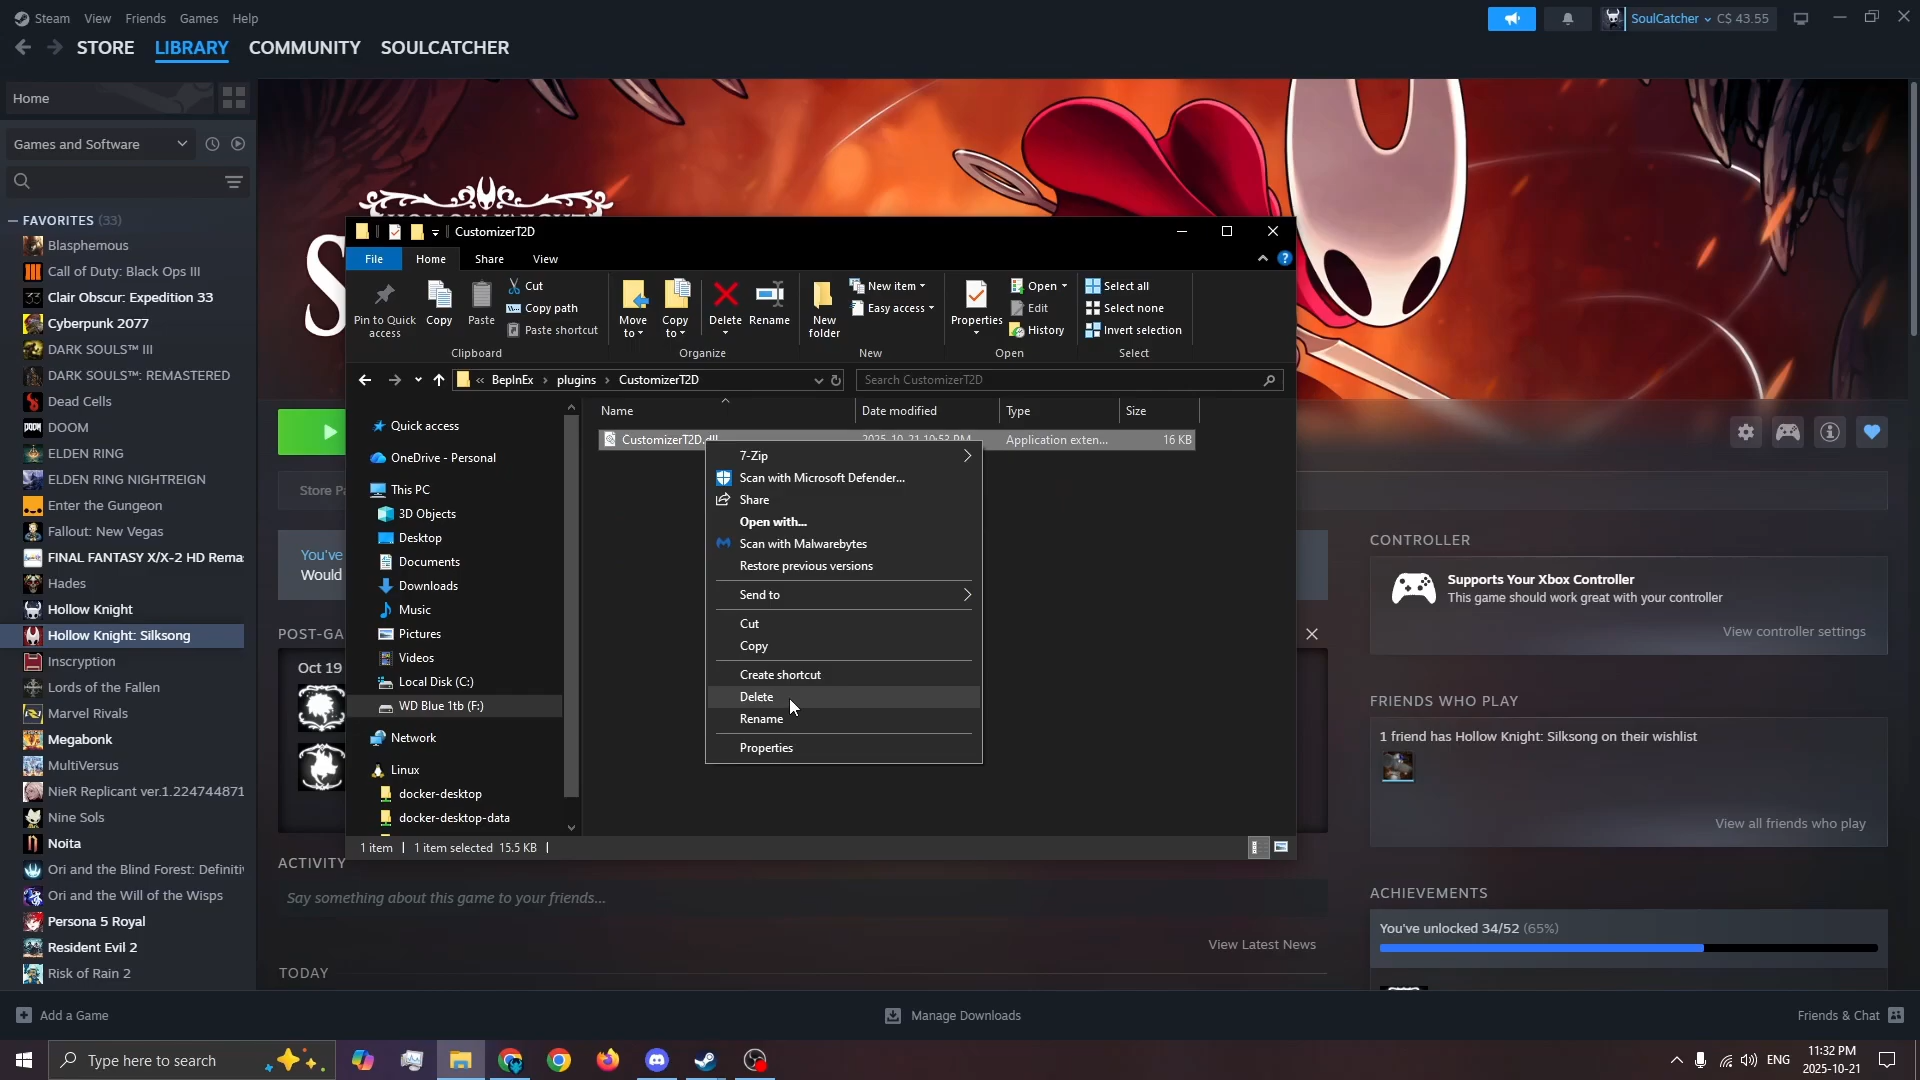 Steam View Friends Games Help
SoulCatcher C$ 43.55
STORE LIBRARY COMMUNITY SOULCATCHER
Home
Games and Software
FAVORITES (33)
Blasphemous
Call of Duty: Black Ops III
Clair Obscur: Expedition 33
Cyberpunk 2077
DARK SOULS™ III
DARK SOULS™: REMASTERED
Dead Cells
DOOM
ELDEN RING
ELDEN RING NIGHTREIGN
Enter the Gungeon
Fallout: New Vegas
FINAL FANTASY X/X-2 HD Remas
Hades
Hollow Knight
Hollow Knight: Silksong
Inscryption
Lords of the Fallen
Marvel Rivals
Megabonk
MultiVersus
NieR Replicant ver.1.224744871
Nine Sols
Noita
Ori and the Blind Forest: Definiti
Ori and the Will of the Wisps
Persona 5 Royal
Resident Evil 2
Risk of Rain 2
CustomizerT2D
File Home Share View
Pin to Quick access
Copy
Paste
Cut
Copy path
Paste shortcut
Clipboard
Move to
Copy to
Delete
Rename
Organize
New folder
New item
Easy access
New
Properties
Open
Edit
History
Open
Select all
Select none
Invert selection
Select
« BepInEx › plugins › CustomizerT2D
Search CustomizerT2D
Quick access
OneDrive - Personal
This PC
3D Objects
Desktop
Documents
Downloads
Music
Pictures
Videos
Local Disk (C:)
WD Blue 1tb (F:)
Network
Linux
docker-desktop
docker-desktop-data
Name Date modified Type Size
CustomizerT2D.dll 2025-10-21 10:53 PM Application exten... 16 KB
7-Zip
Scan with Microsoft Defender...
Share
Open with...
Scan with Malwarebytes
Restore previous versions
Send to
Cut
Copy
Create shortcut
Delete
Rename
Properties
1 item 1 item selected 15.5 KB
Store Pa
You've
Would
POST-GA
Oct 19
ACTIVITY
Say something about this game to your friends...
View Latest News
TODAY
CONTROLLER
Supports Your Xbox Controller
This game should work great with your controller
View controller settings
FRIENDS WHO PLAY
1 friend has Hollow Knight: Silksong on their wishlist
View all friends who play
ACHIEVEMENTS
You've unlocked 34/52 (65%)
Add a Game
Manage Downloads
Friends & Chat
Type here to search
ENG
11:32 PM
2025-10-21